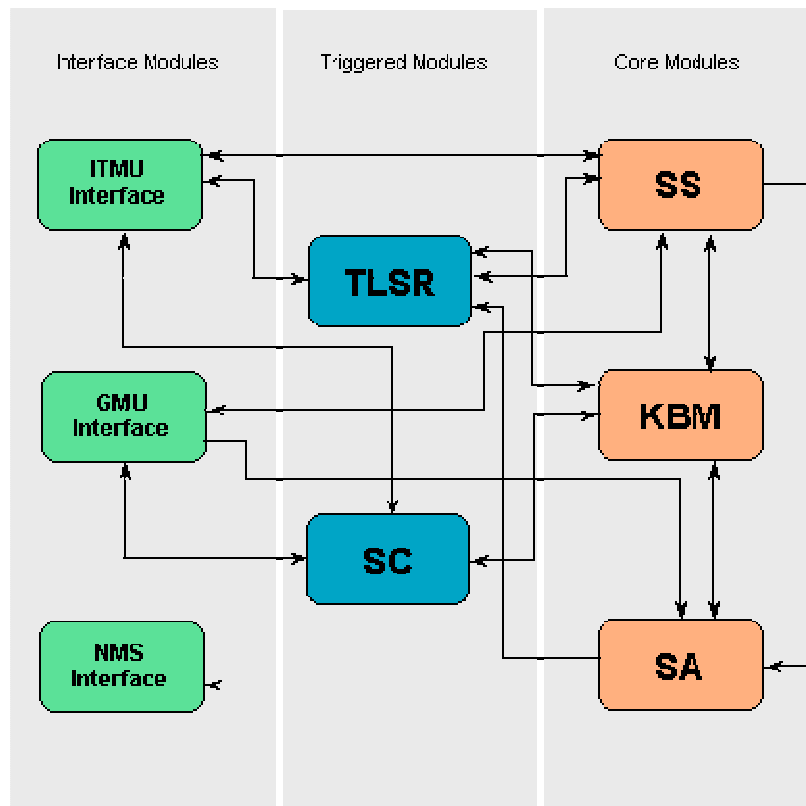 Interface Modules
Triggered Modules
Core Modules
ITMU
Interface
SS
TLSR
GMU
Interface
KBM
SC
NMS
Interface
SA